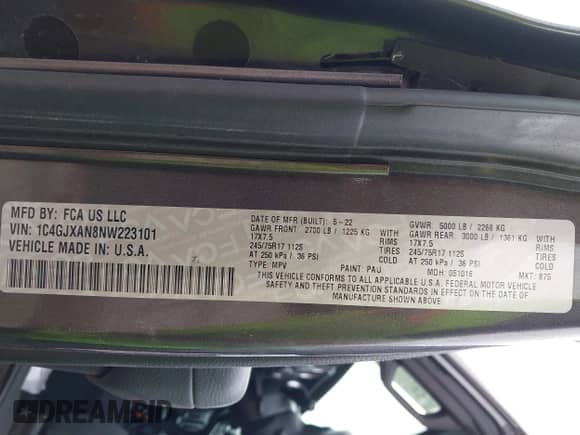 MFD BY: FCA US LLC
VIN: 1C4GJXAN8NW223101
VEHICLE MADE IN: U.S.A.
DATE OF MFR (BUILT): 5-22 GVWR: 5000 LB / 2268 KG
GAWR FRONT: 2700 LB / 1225 KG WITH GAWR REAR: 3000 LB / 1361 KG WITH
17X7.5 RIMS 17X7.5 RIMS
245/75R17 112S TIRES 245/75R17 112S TIRES
AT 250 kPa / 36 PSI COLD AT 250 kPa / 36 PSI COLD
TYPE: MPV PAINT: PAU MDH: 051016 MKT: 87G
THIS VEHICLE CONFORMS TO ALL APPLICABLE U.S.A. FEDERAL MOTOR VEHICLE
SAFETY AND THEFT PREVENTION STANDARDS IN EFFECT ON THE DATE OF
MANUFACTURE SHOWN ABOVE.
DREAMBID